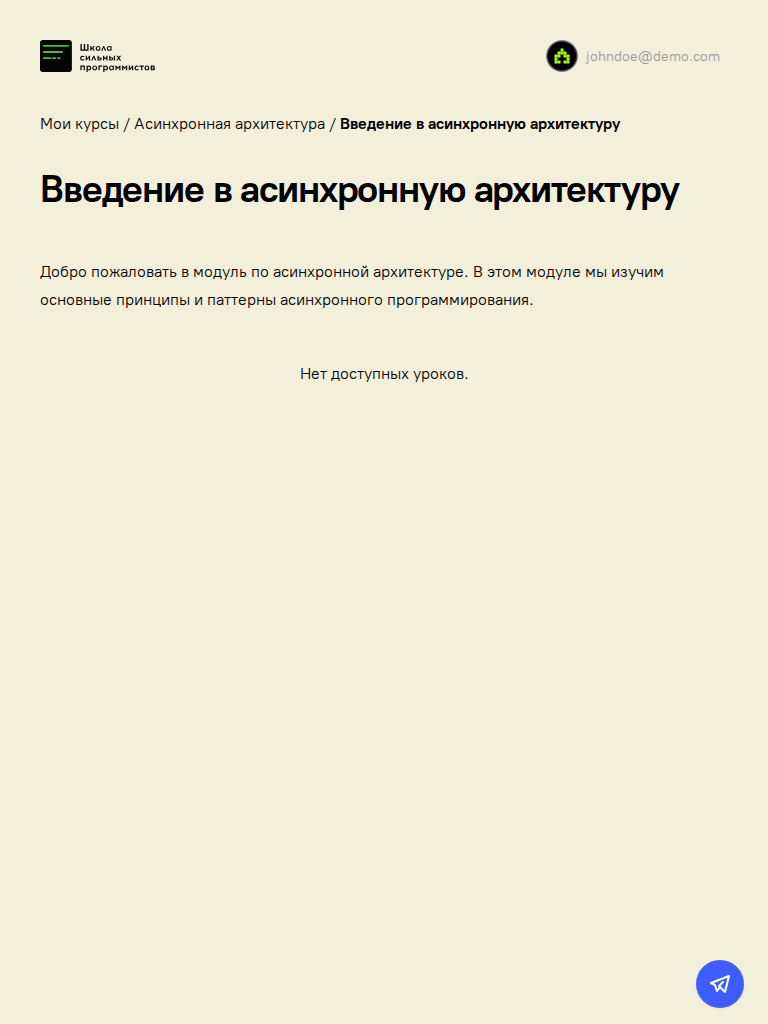 Школа
сильных
программистов
johndoe@demo.com
Мои курсы / Асинхронная архитектура / Введение в асинхронную архитектуру
Введение в асинхронную архитектуру
Добро пожаловать в модуль по асинхронной архитектуре. В этом модуле мы изучим
основные принципы и паттерны асинхронного программирования.
Нет доступных уроков.